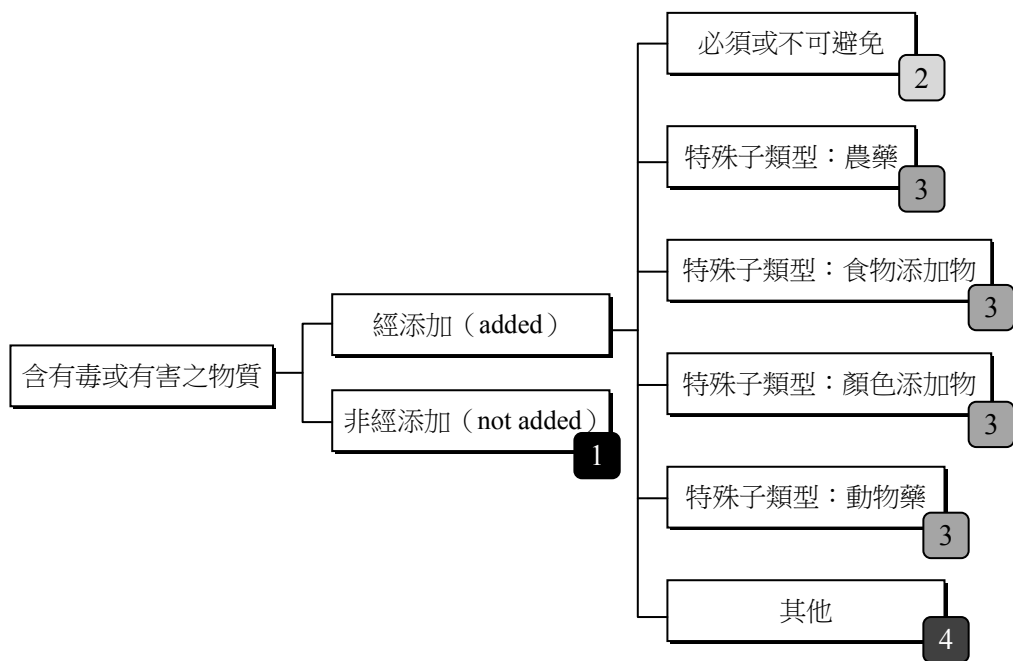 含有毒或有害之物質
經添加（added）
非經添加（not added）
1
必須或不可避免
2
特殊子類型：農藥
3
特殊子類型：食物添加物
3
特殊子類型：顏色添加物
3
特殊子類型：動物藥
3
其他
4